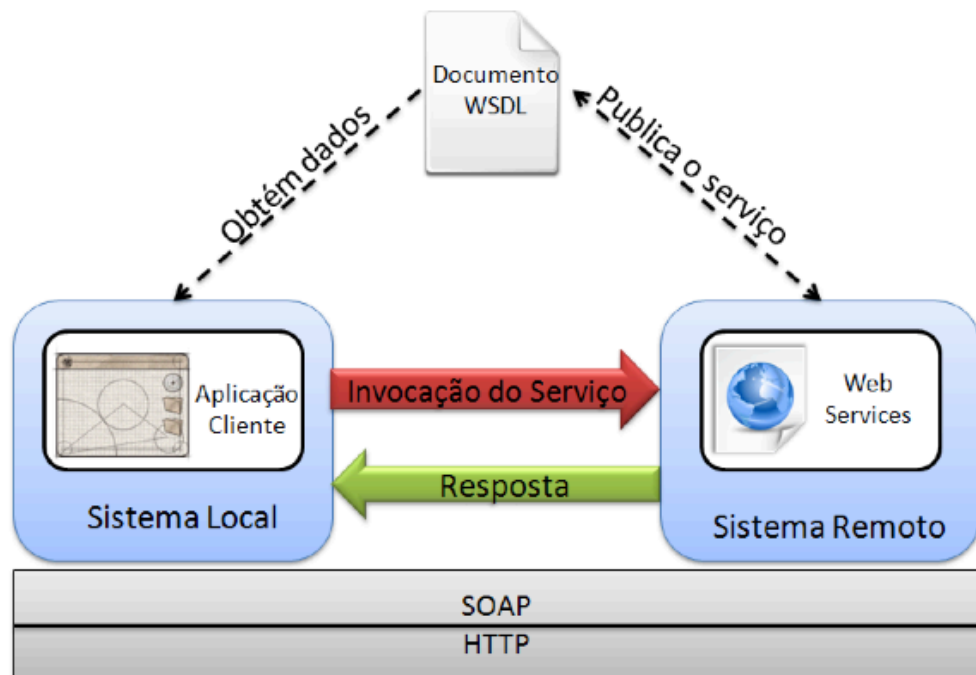 Documento
WSDL
Obtém dados
Publica o serviço
Aplicação
Cliente
Invocação do Serviço
Web
Services
Resposta
Sistema Local
Sistema Remoto
SOAP
HTTP